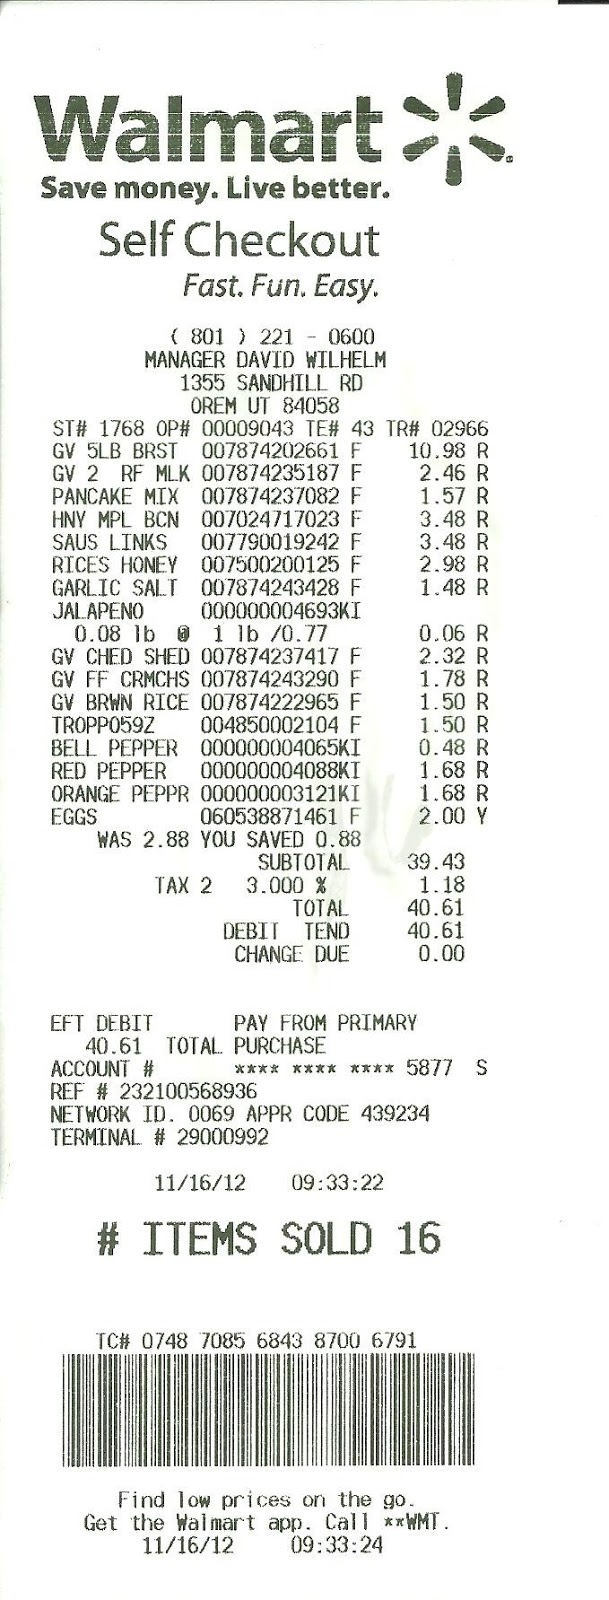 Walmart
Save money. Live better.
Self Checkout
Fast. Fun. Easy.
( 801 ) 221 - 0600
MANAGER DAVID WILHELM
1355 SANDHILL RD
OREM UT 84058
ST# 1768 OP# 00009043 TE# 43 TR# 02966
GV 5LB BRST 007874202661 F 10.98 R
GV 2 RF MLK 007874235187 F 2.46 R
PANCAKE MIX 007874237082 F 1.57 R
HNY MPL BCN 007024717023 F 3.48 R
SAUS LINKS 007790019242 F 3.48 R
RICES HONEY 007500200125 F 2.98 R
GARLIC SALT 007874243428 F 1.48 R
JALAPENO 000000004693KI
0.08 lb @ 1 lb /0.77 0.06 R
GV CHED SHED 007874237417 F 2.32 R
GV FF CRMCHS 007874243290 F 1.78 R
GV BRWN RICE 007874222965 F 1.50 R
TROPPO59Z 004850002104 F 1.50 R
BELL PEPPER 000000004065KI 0.48 R
RED PEPPER 000000004088KI 1.68 R
ORANGE PEPPR 000000003121KI 1.68 R
EGGS 060538871461 F 2.00 Y
WAS 2.88 YOU SAVED 0.88
SUBTOTAL 39.43
TAX 2 3.000 % 1.18
TOTAL 40.61
DEBIT TEND 40.61
CHANGE DUE 0.00
EFT DEBIT PAY FROM PRIMARY
40.61 TOTAL PURCHASE
ACCOUNT # **** **** **** 5877 S
REF # 232100568936
NETWORK ID. 0069 APPR CODE 439234
TERMINAL # 29000992
11/16/12 09:33:22
# ITEMS SOLD 16
TC# 0748 7085 6843 8700 6791
Find low prices on the go.
Get the Walmart app. Call **WMT.
11/16/12 09:33:24